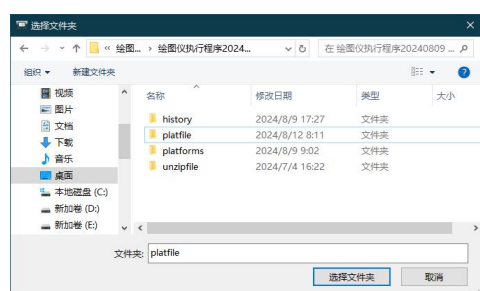 选择文件夹
« 绘图... › 绘图仪执行程序2024...
在 绘图仪执行程序20240809 ...
组织 新建文件夹
视频
图片
文档
下载
音乐
桌面
本地磁盘 (C:)
新加卷 (D:)
新加卷 (E:)
名称 修改日期 类型 大小
history 2024/8/9 17:27 文件夹
platfile 2024/8/12 8:11 文件夹
platforms 2024/8/9 9:02 文件夹
unzipfile 2024/7/4 16:22 文件夹
文件夹: platfile
选择文件夹 取消